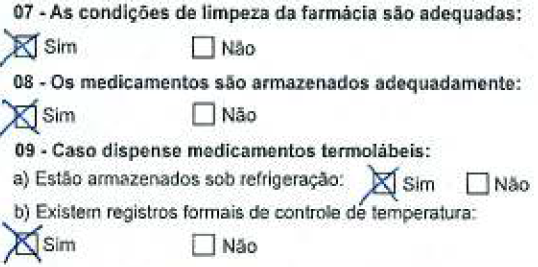 07 - As condições de limpeza da farmácia são adequadas:
Sim Não
08 - Os medicamentos são armazenados adequadamente:
Sim Não
09 - Caso dispense medicamentos termolábeis:
a) Estão armazenados sob refrigeração: Sim Não
b) Existem registros formais de controle de temperatura:
Sim Não